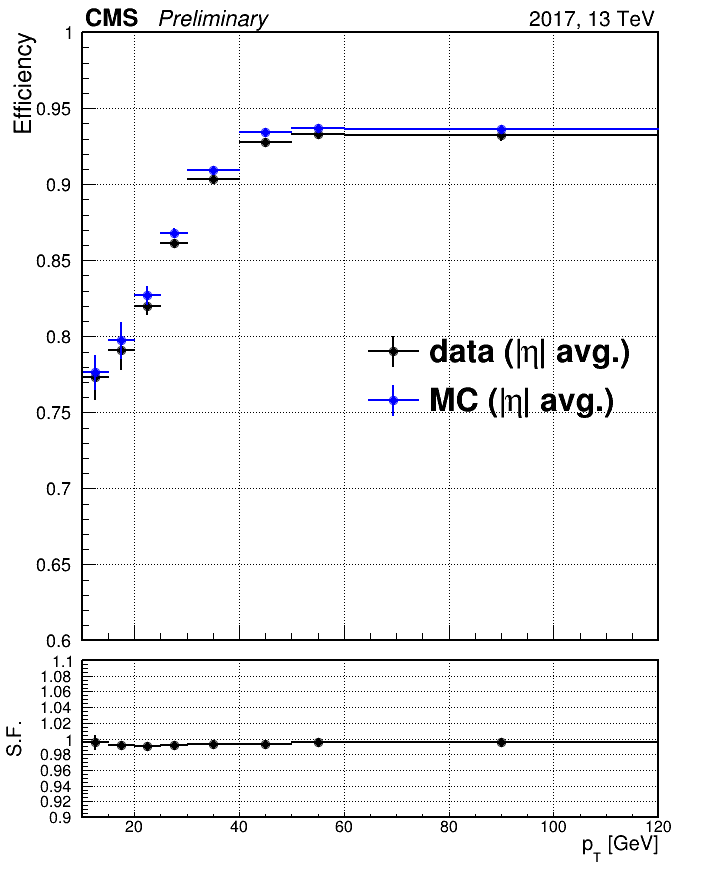 CMS Preliminary 2017, 13 TeV
Efficiency
1
0.95
0.9
0.85
0.8
0.75
0.7
0.65
0.6
data (|η| avg.)
MC (|η| avg.)
S.F.
1.1
1.08
1.06
1.04
1.02
1
0.98
0.96
0.94
0.92
0.9
20 40 60 80 100 120
pT [GeV]